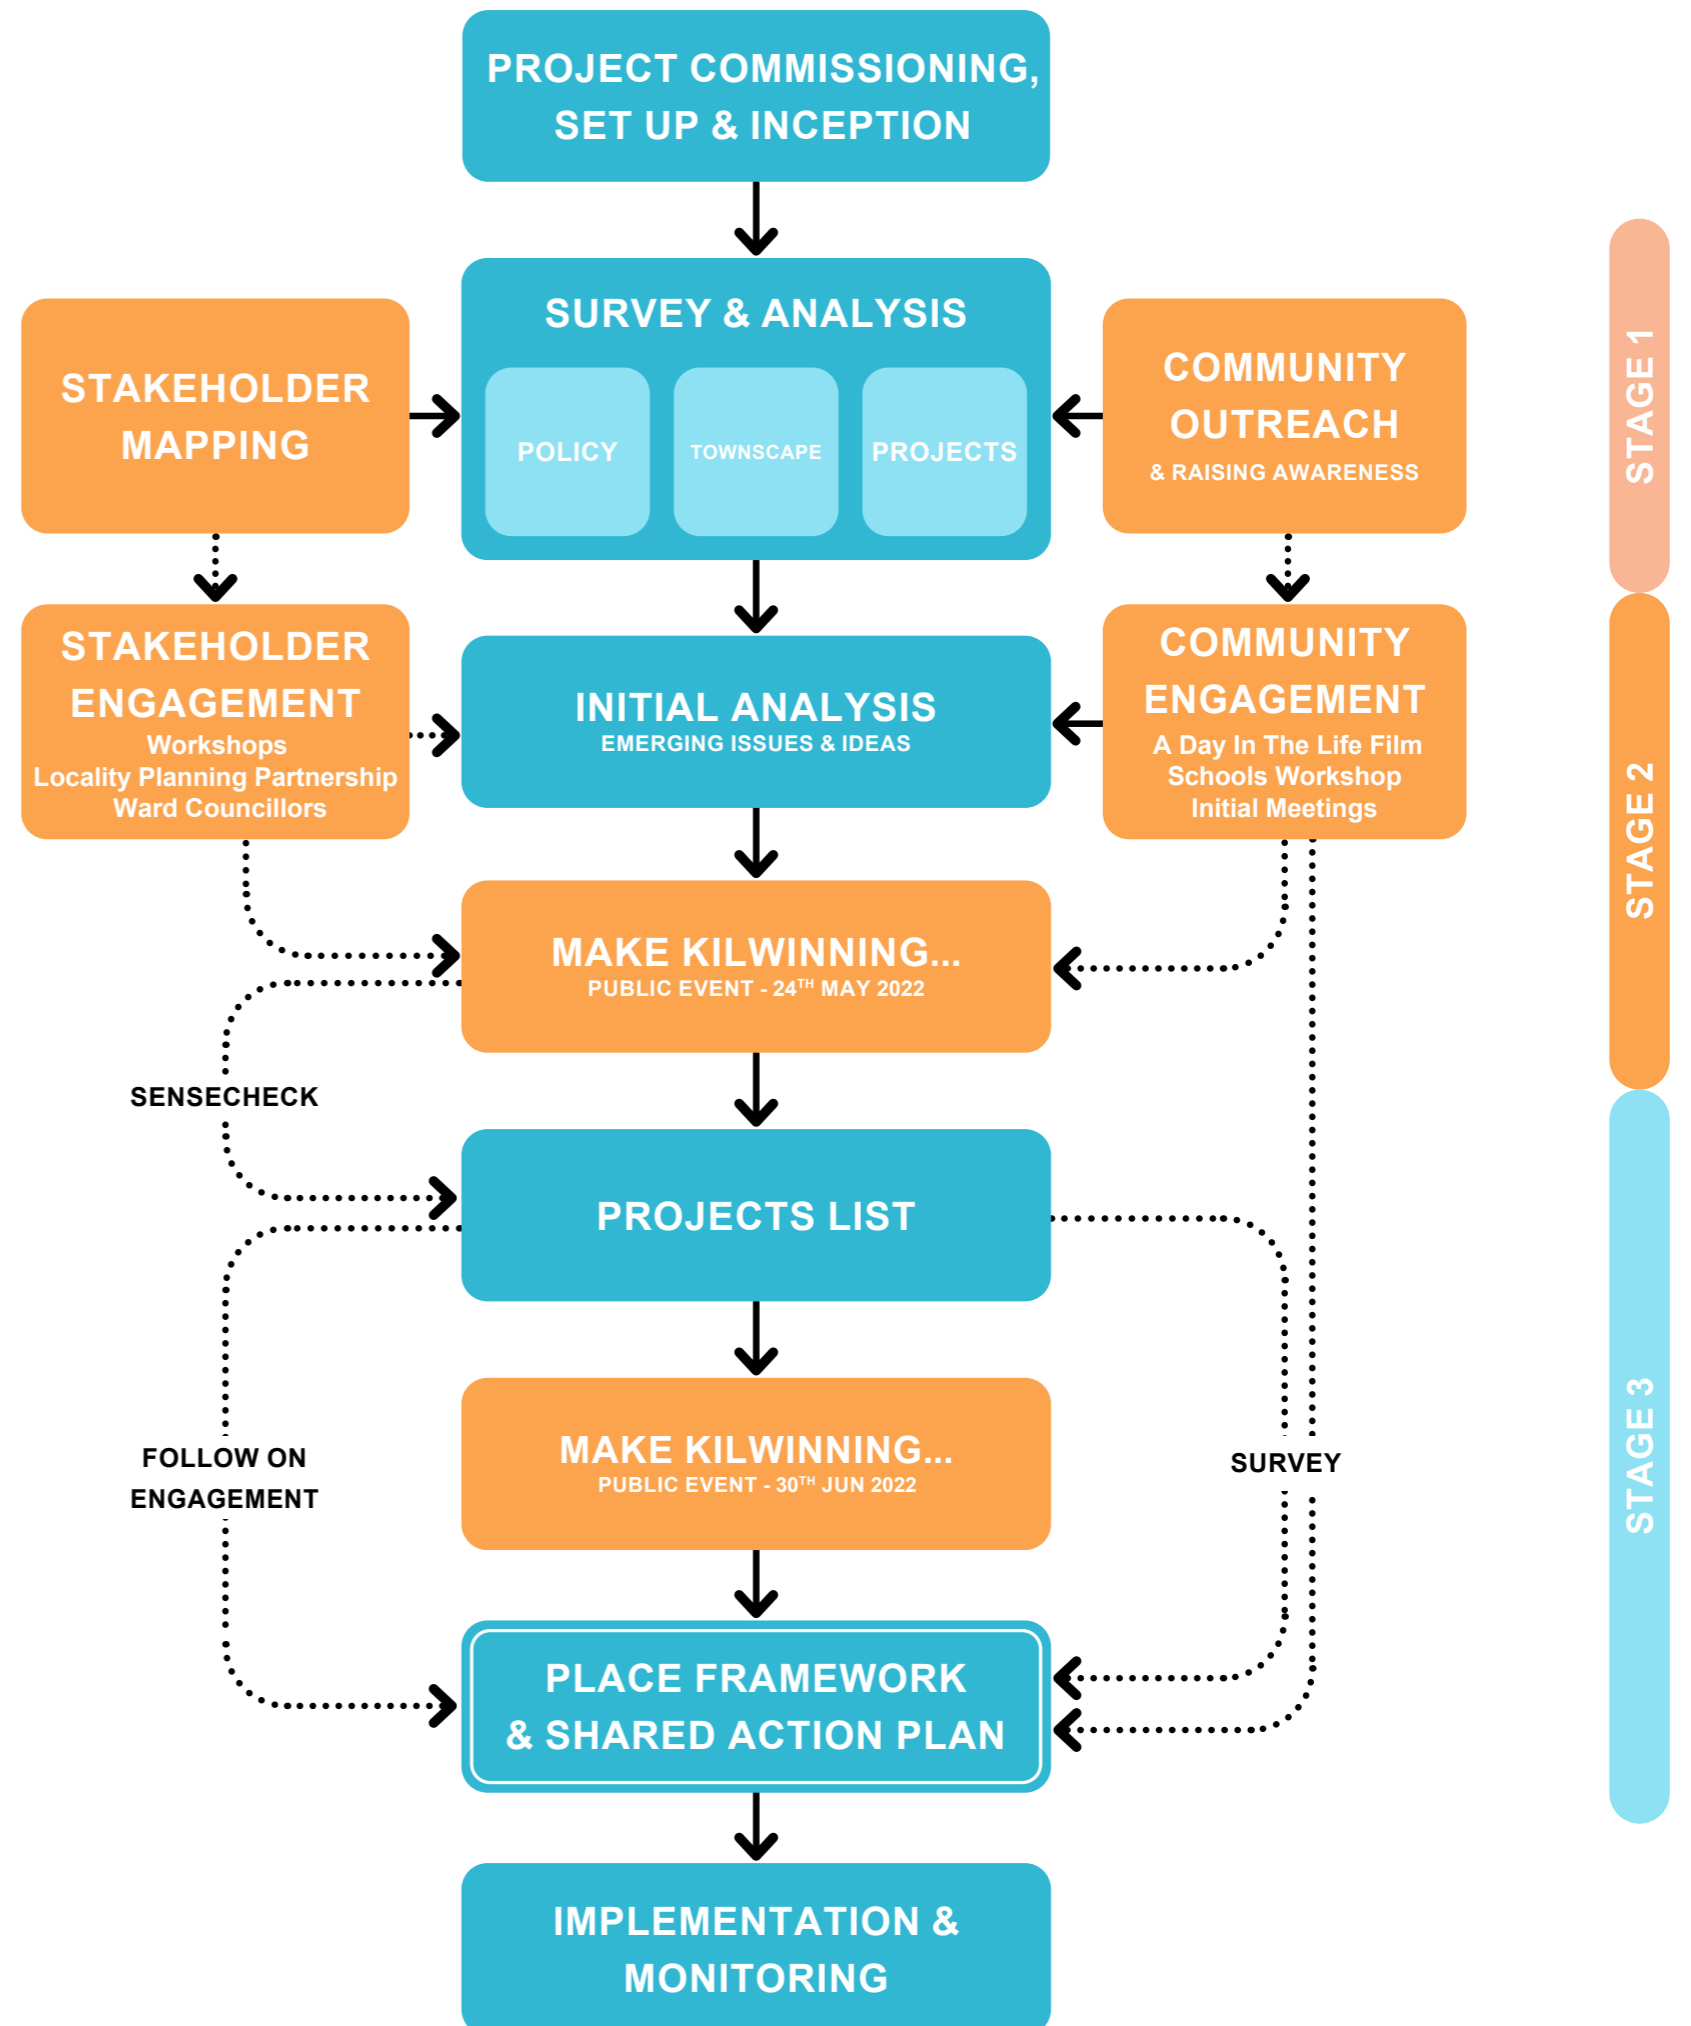 PROJECT COMMISSIONING,
SET UP & INCEPTION
SURVEY & ANALYSIS
POLICY
TOWNSCAPE
PROJECTS
STAKEHOLDER
MAPPING
COMMUNITY
OUTREACH
& RAISING AWARENESS
STAGE 1
STAKEHOLDER
ENGAGEMENT
Workshops
Locality Planning Partnership
Ward Councillors
INITIAL ANALYSIS
EMERGING ISSUES & IDEAS
COMMUNITY
ENGAGEMENT
A Day In The Life Film
Schools Workshop
Initial Meetings
STAGE 2
MAKE KILWINNING...
PUBLIC EVENT - 24TH MAY 2022
SENSECHECK
PROJECTS LIST
MAKE KILWINNING...
PUBLIC EVENT - 30TH JUN 2022
FOLLOW ON
ENGAGEMENT
SURVEY
STAGE 3
PLACE FRAMEWORK
& SHARED ACTION PLAN
IMPLEMENTATION &
MONITORING